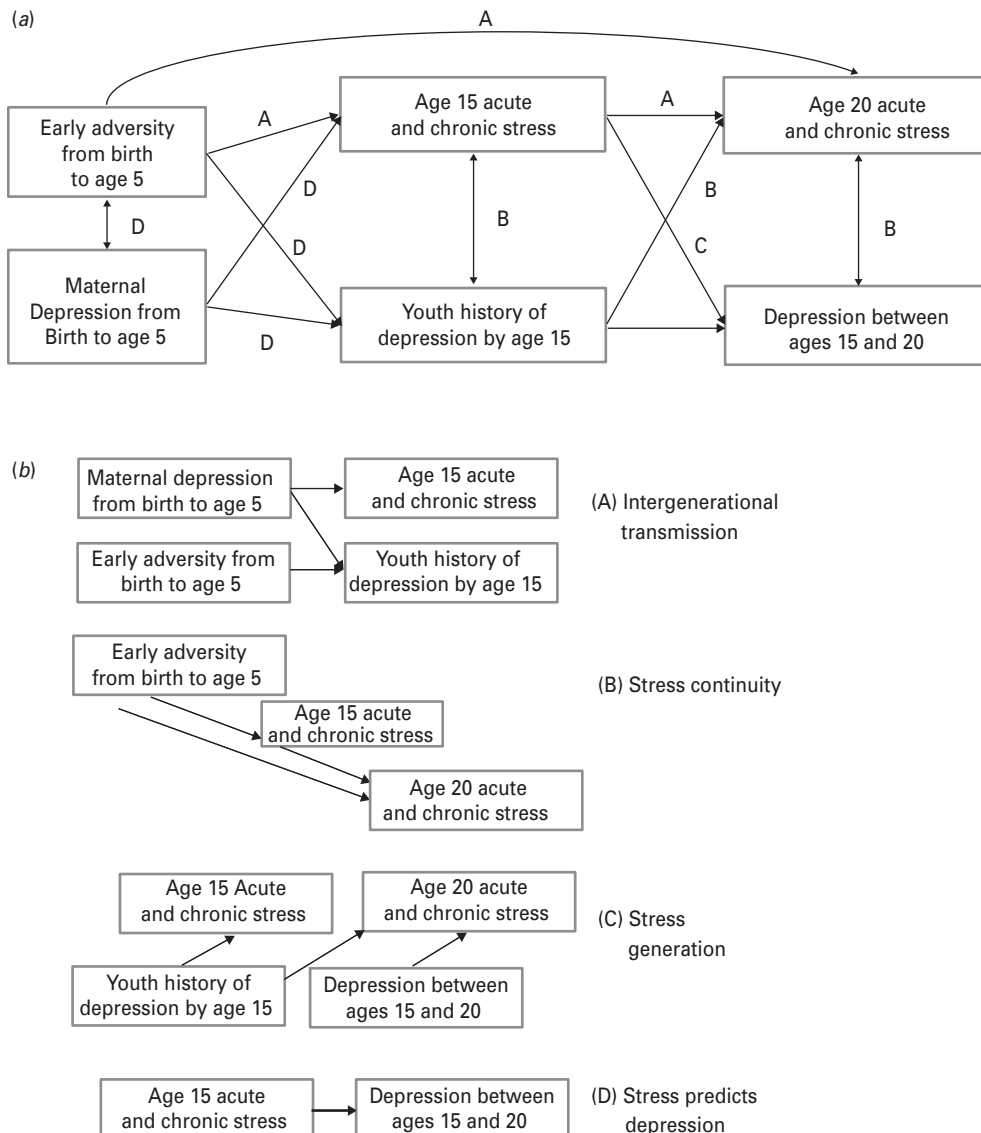 (a)
A
Early adversity
from birth
to age 5
A
Age 15 acute
and chronic stress
A
Age 20 acute
and chronic stress
D
D
D
B
B
C
B
Maternal
Depression from
Birth to age 5
D
Youth history of
depression by age 15
Depression between
ages 15 and 20
(b)
Maternal depression
from birth to age 5
Age 15 acute
and chronic stress
(A) Intergenerational
transmission
Early adversity from
birth to age 5
Youth history of
depression by age 15
Early adversity
from birth to age 5
(B) Stress continuity
Age 15 acute
and chronic stress
Age 20 acute
and chronic stress
Age 15 Acute
and chronic stress
Age 20 acute
and chronic stress
(C) Stress
generation
Youth history of
depression by age 15
Depression between
ages 15 and 20
Age 15 acute
and chronic stress
Depression between
ages 15 and 20
(D) Stress predicts
depression